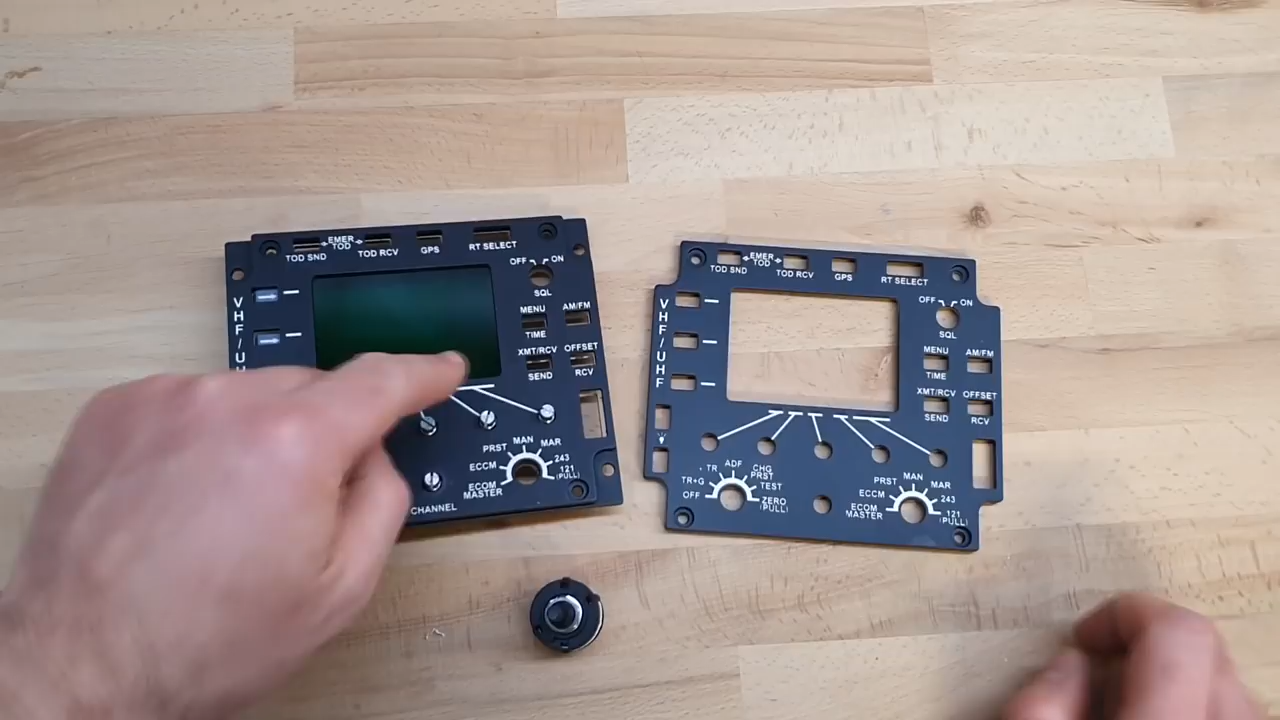 EMER
TOD
TOD SND
TOD RCV
GPS
RT SELECT
OFF
ON
SQL
VHF/U
MENU
TIME
AM/FM
XMT/RCV
SEND
OFFSET
RCV
PRST
MAN
MAR
ECCM
243
121
(PULL)
ECOM
MASTER
CHANNEL
EMER
TOD
TOD SND
TOD RCV
GPS
RT SELECT
OFF
ON
SQL
VHF/UHF
MENU
TIME
AM/FM
XMT/RCV
SEND
OFFSET
RCV
TR
ADF
CHG
PRST
TR+G
TEST
OFF
ZERO
(PULL)
PRST
MAN
MAR
ECCM
243
ECOM
MASTER
121
(PULL)